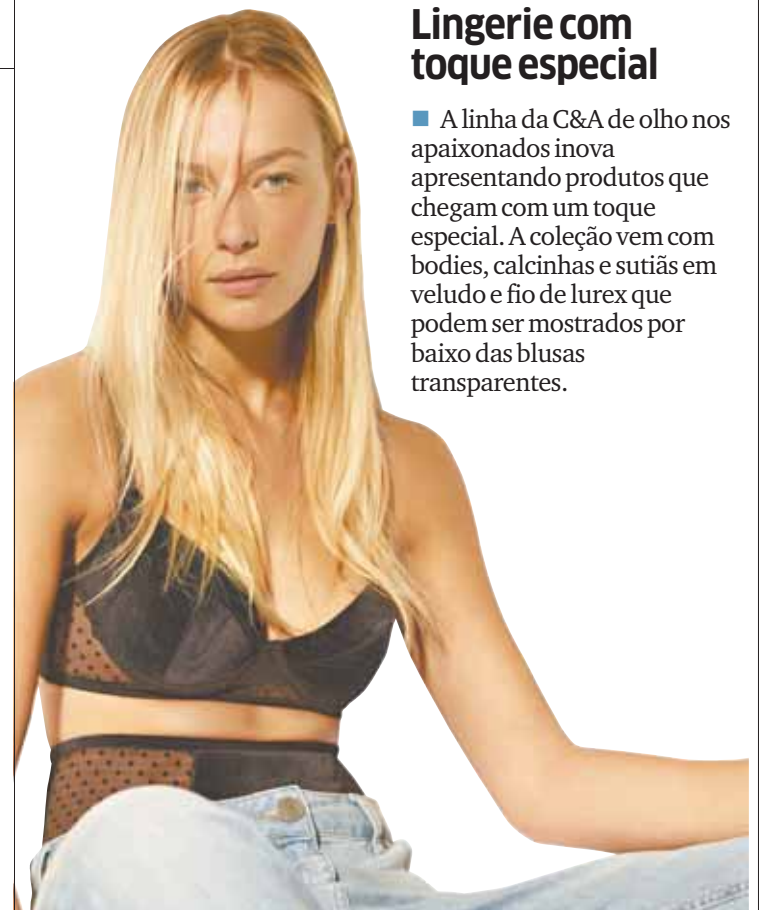 Lingerie com
toque especial
■ A linha da C&A de olho nos
apaixonados inova
apresentando produtos que
chegam com um toque
especial. A coleção vem com
bodies, calcinhas e sutiãs em
veludo e fio de lurex que
podem ser mostrados por
baixo das blusas
transparentes.